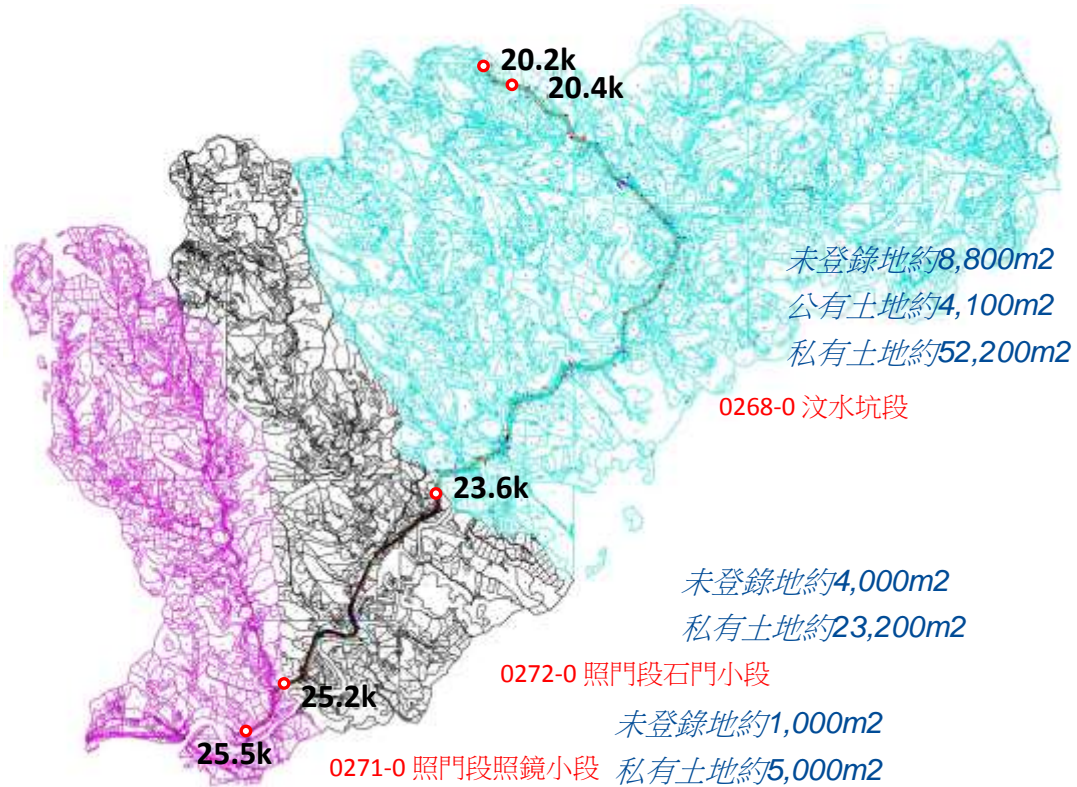 20.2k
20.4k
未登錄地約8,800m2
公有土地約4,100m2
私有土地約52,200m2
0268-0 汶水坑段
23.6k
未登錄地約4,000m2
私有土地約23,200m2
0272-0 照門段石門小段
25.2k
未登錄地約1,000m2
25.5k
0271-0 照門段照鏡小段
私有土地約5,000m2